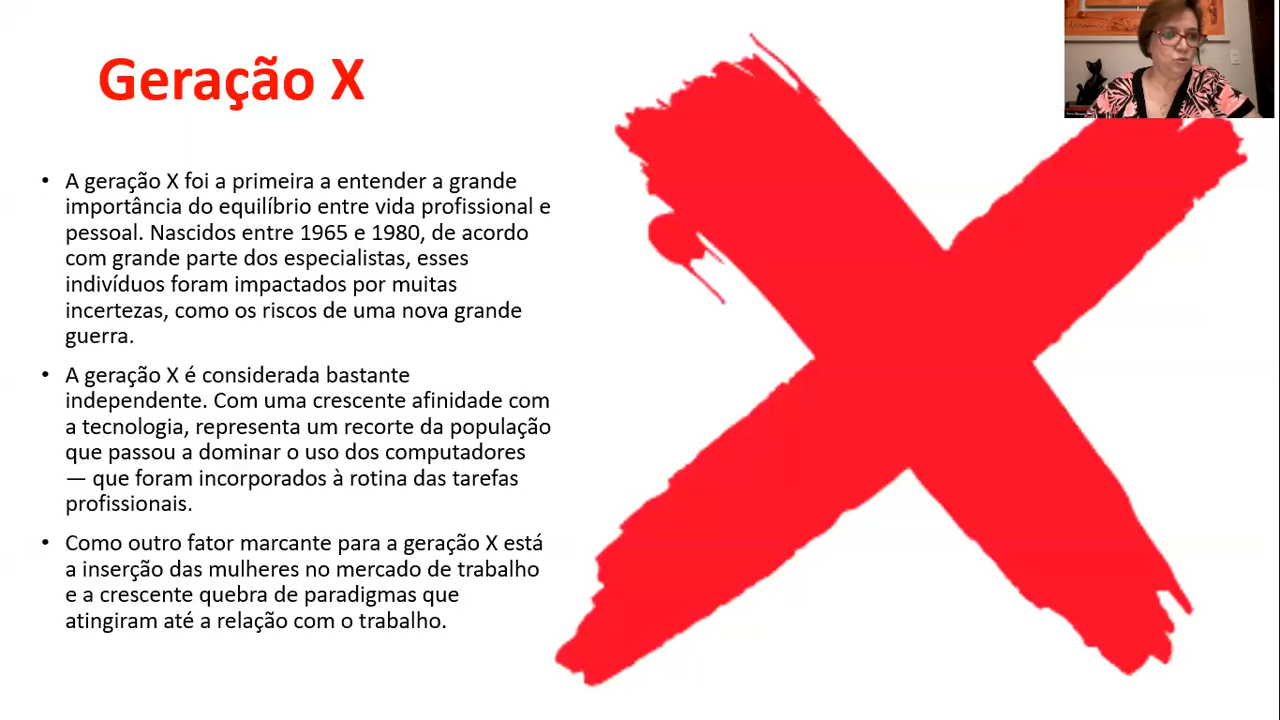 Geração X
• A geração X foi a primeira a entender a grande
importância do equilíbrio entre vida profissional e
pessoal. Nascidos entre 1965 e 1980, de acordo
com grande parte dos especialistas, esses
indivíduos foram impactados por muitas
incertezas, como os riscos de uma nova grande
guerra.
• A geração X é considerada bastante
independente. Com uma crescente afinidade com
a tecnologia, representa um recorte da população
que passou a dominar o uso dos computadores
— que foram incorporados à rotina das tarefas
profissionais.
• Como outro fator marcante para a geração X está
a inserção das mulheres no mercado de trabalho
e a crescente quebra de paradigmas que
atingiram até a relação com o trabalho.